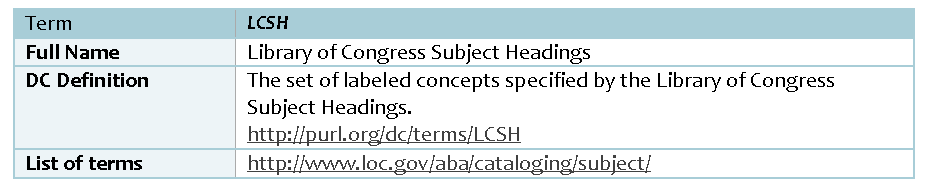 Term LCSH
Full Name Library of Congress Subject Headings
DC Definition The set of labeled concepts specified by the Library of Congress
Subject Headings.
http://purl.org/dc/terms/LCSH
List of terms http://www.loc.gov/aba/cataloging/subject/